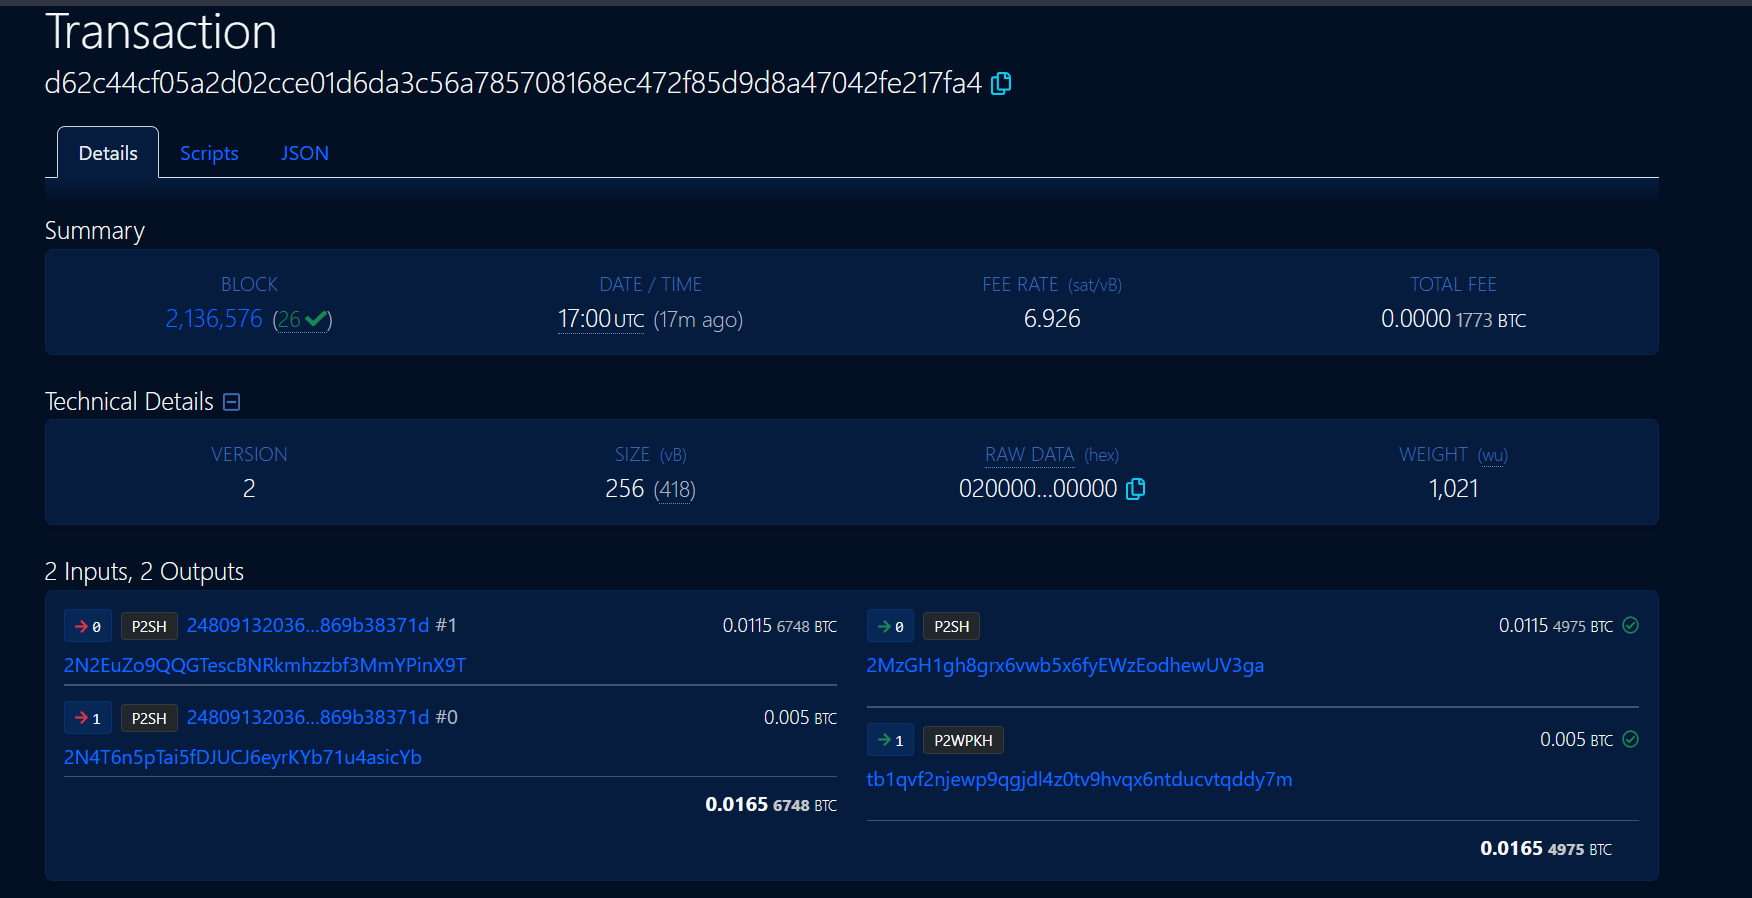 Transaction
d62c44cf05a2d02cce01d6da3c56a785708168ec472f85d9d8a47042fe217fa4
Details Scripts JSON
Summary
BLOCK DATE / TIME FEE RATE (sat/vB) TOTAL FEE
2,136,576 (26) 17:00 UTC (17m ago) 6.926 0.0000 1773 BTC
Technical Details
VERSION SIZE (vB) RAW DATA (hex) WEIGHT (wu)
2 256 (418) 020000...00000 1,021
2 Inputs, 2 Outputs
0 P2SH 24809132036...869b38371d #1 0.0115 6748 BTC
2N2EuZo9QQGTescBNRkmhzzbf3MmYPinX9T
1 P2SH 24809132036...869b38371d #0 0.005 BTC
2N4T6n5pTai5fDJUCJ6eyrKYb71u4asicYb
0.0165 6748 BTC
0 P2SH 0.0115 4975 BTC
2MzGH1gh8grx6vwb5x6fyEWzEodhewUV3ga
1 P2WPKH 0.005 BTC
tb1qvf2njewp9qgjdl4z0tv9hvqx6ntducvtqddy7m
0.0165 4975 BTC